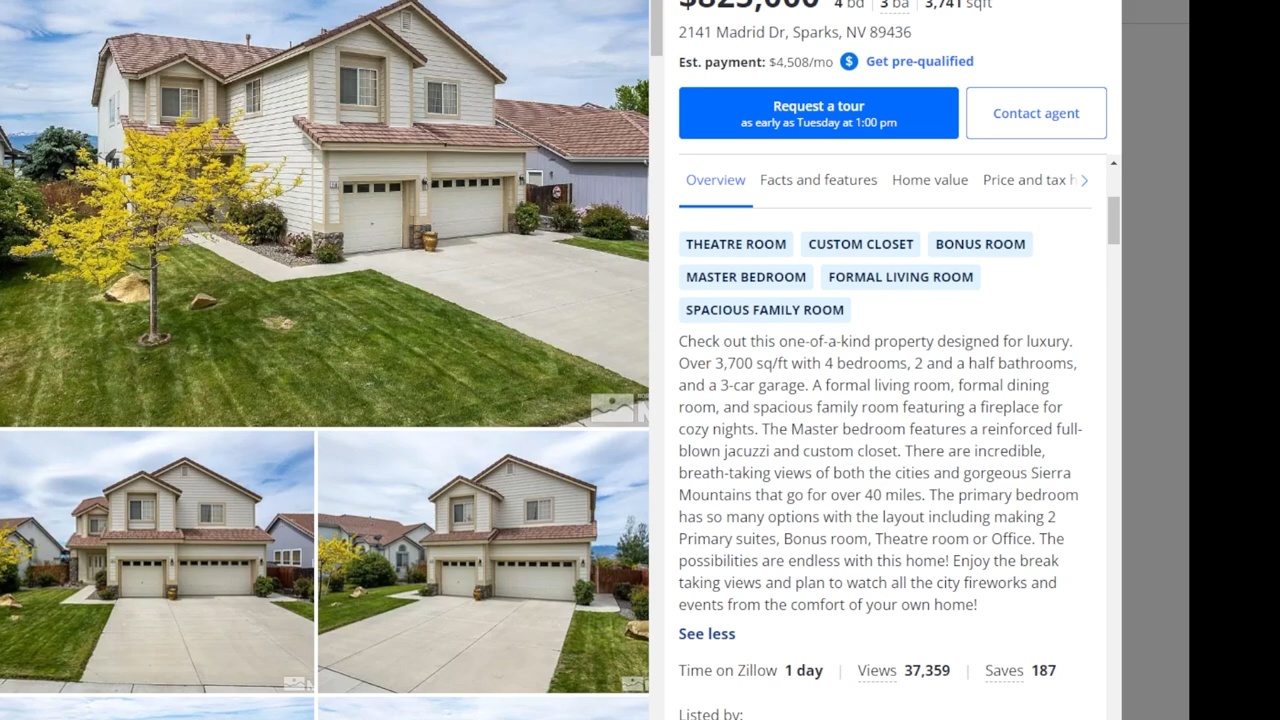 $825,000 4 bd 3 ba 3,741 sqft
2141 Madrid Dr, Sparks, NV 89436
Est. payment: $4,508/mo $ Get pre-qualified
Request a tour
as early as Tuesday at 1:00 pm
Contact agent
Overview Facts and features Home value Price and tax h
THEATRE ROOM CUSTOM CLOSET BONUS ROOM
MASTER BEDROOM FORMAL LIVING ROOM
SPACIOUS FAMILY ROOM
Check out this one-of-a-kind property designed for luxury.
Over 3,700 sq/ft with 4 bedrooms, 2 and a half bathrooms,
and a 3-car garage. A formal living room, formal dining
room, and spacious family room featuring a fireplace for
cozy nights. The Master bedroom features a reinforced full-
blown jacuzzi and custom closet. There are incredible,
breath-taking views of both the cities and gorgeous Sierra
Mountains that go for over 40 miles. The primary bedroom
has so many options with the layout including making 2
Primary suites, Bonus room, Theatre room or Office. The
possibilities are endless with this home! Enjoy the break
taking views and plan to watch all the city fireworks and
events from the comfort of your own home!
See less
Time on Zillow 1 day | Views 37,359 | Saves 187
Listed by: